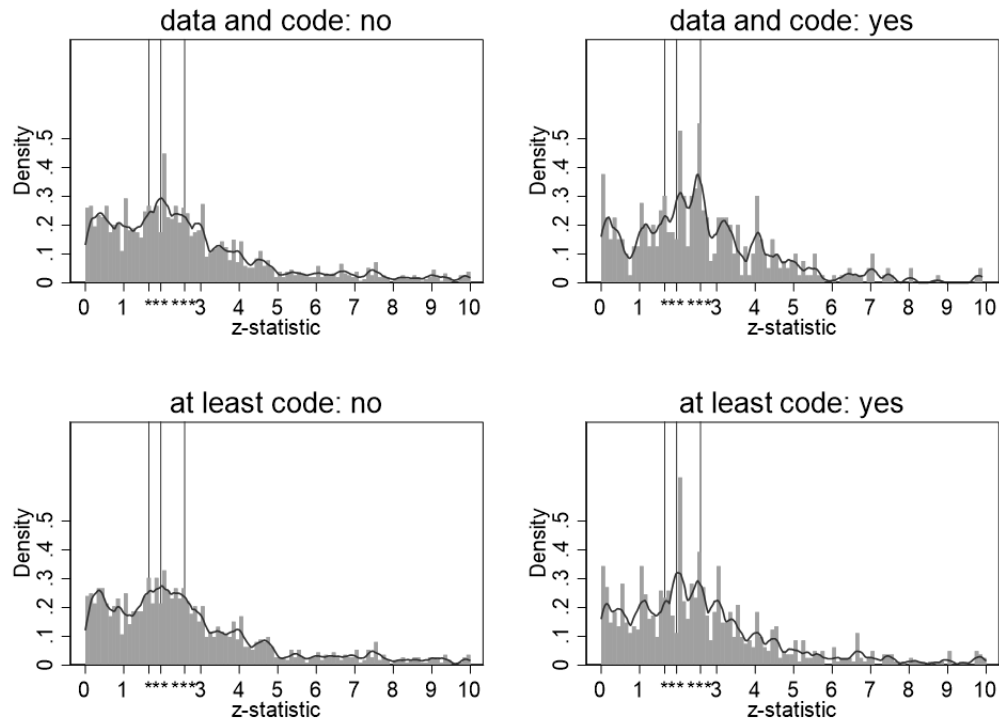 data and code: no
Density
0 .1 .2 .3 .4 .5
0 1 *** *** 3 4 5 6 7 8 9 10
z-statistic
data and code: yes
Density
0 .1 .2 .3 .4 .5
0 1 *** **** 3 4 5 6 7 8 9 10
z-statistic
at least code: no
Density
0 .1 .2 .3 .4 .5
0 1 *** *** 3 4 5 6 7 8 9 10
z-statistic
at least code: yes
Density
0 .1 .2 .3 .4 .5
0 1 *** **** 3 4 5 6 7 8 9 10
z-statistic